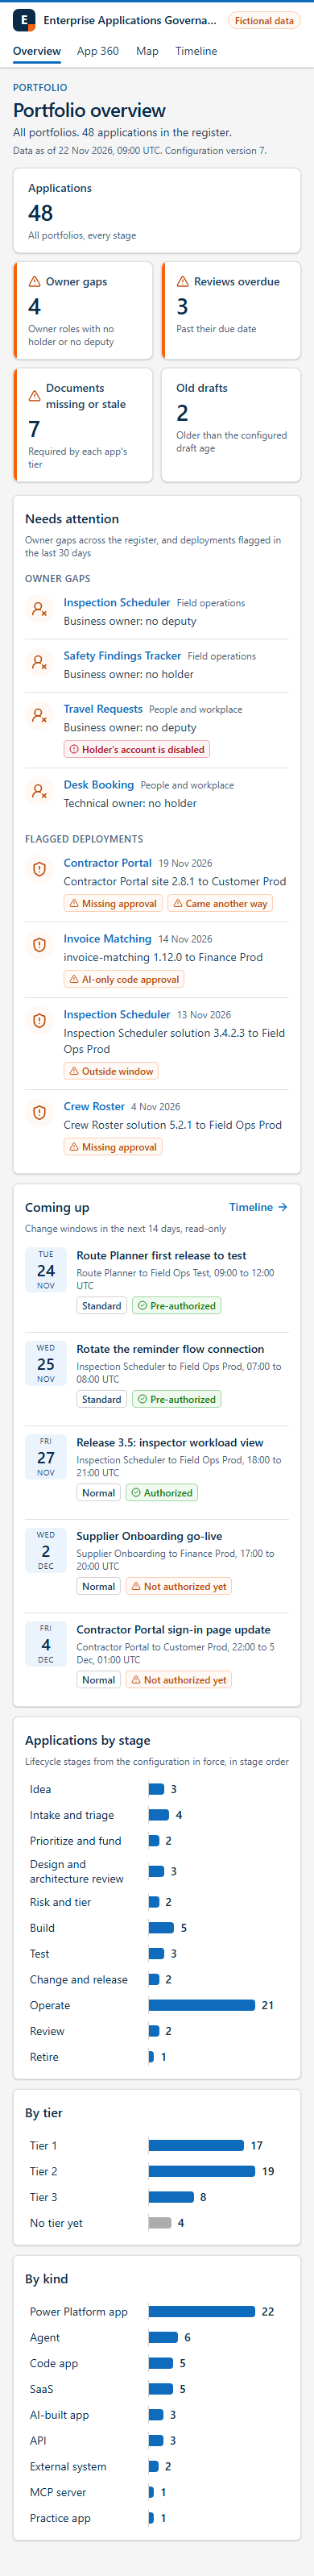 E
Enterprise Applications Governa...
Fictional data
Overview
App 360
Map
Timeline
PORTFOLIO
Portfolio overview
All portfolios. 48 applications in the register.
Data as of 22 Nov 2026, 09:00 UTC. Configuration version 7.
Applications
48
All portfolios, every stage
Owner gaps
4
Owner roles with no
holder or no deputy
Reviews overdue
3
Past their due date
Documents
missing or stale
7
Required by each app's
tier
Old drafts
2
Older than the configured
draft age
Needs attention
Owner gaps across the register, and deployments flagged in
the last 30 days
OWNER GAPS
Inspection Scheduler Field operations
Business owner: no deputy
Safety Findings Tracker Field operations
Business owner: no holder
Travel Requests People and workplace
Business owner: no deputy
Holder's account is disabled
Desk Booking People and workplace
Technical owner: no holder
FLAGGED DEPLOYMENTS
Contractor Portal 19 Nov 2026
Contractor Portal site 2.8.1 to Customer Prod
Missing approval
Came another way
Invoice Matching 14 Nov 2026
invoice-matching 1.12.0 to Finance Prod
AI-only code approval
Inspection Scheduler 13 Nov 2026
Inspection Scheduler solution 3.4.2.3 to Field
Ops Prod
Outside window
Crew Roster 4 Nov 2026
Crew Roster solution 5.2.1 to Field Ops Prod
Missing approval
Coming up
Timeline
Change windows in the next 14 days, read-only
TUE
24
NOV
Route Planner first release to test
Route Planner to Field Ops Test, 09:00 to 12:00
UTC
Standard
Pre-authorized
WED
25
NOV
Rotate the reminder flow connection
Inspection Scheduler to Field Ops Prod, 07:00 to
08:00 UTC
Standard
Pre-authorized
FRI
27
NOV
Release 3.5: inspector workload view
Inspection Scheduler to Field Ops Prod, 18:00 to
21:00 UTC
Normal
Authorized
WED
2
DEC
Supplier Onboarding go-live
Supplier Onboarding to Finance Prod, 17:00 to
20:00 UTC
Normal
Not authorized yet
FRI
4
DEC
Contractor Portal sign-in page update
Contractor Portal to Customer Prod, 22:00 to 5
Dec, 01:00 UTC
Normal
Not authorized yet
Applications by stage
Lifecycle stages from the configuration in force, in stage order
Idea 3
Intake and triage 4
Prioritize and fund 2
Design and
architecture review 3
Risk and tier 2
Build 5
Test 3
Change and release 2
Operate 21
Review 2
Retire 1
By tier
Tier 1 17
Tier 2 19
Tier 3 8
No tier yet 4
By kind
Power Platform app 22
Agent 6
Code app 5
SaaS 5
AI-built app 3
API 3
External system 2
MCP server 1
Practice app 1